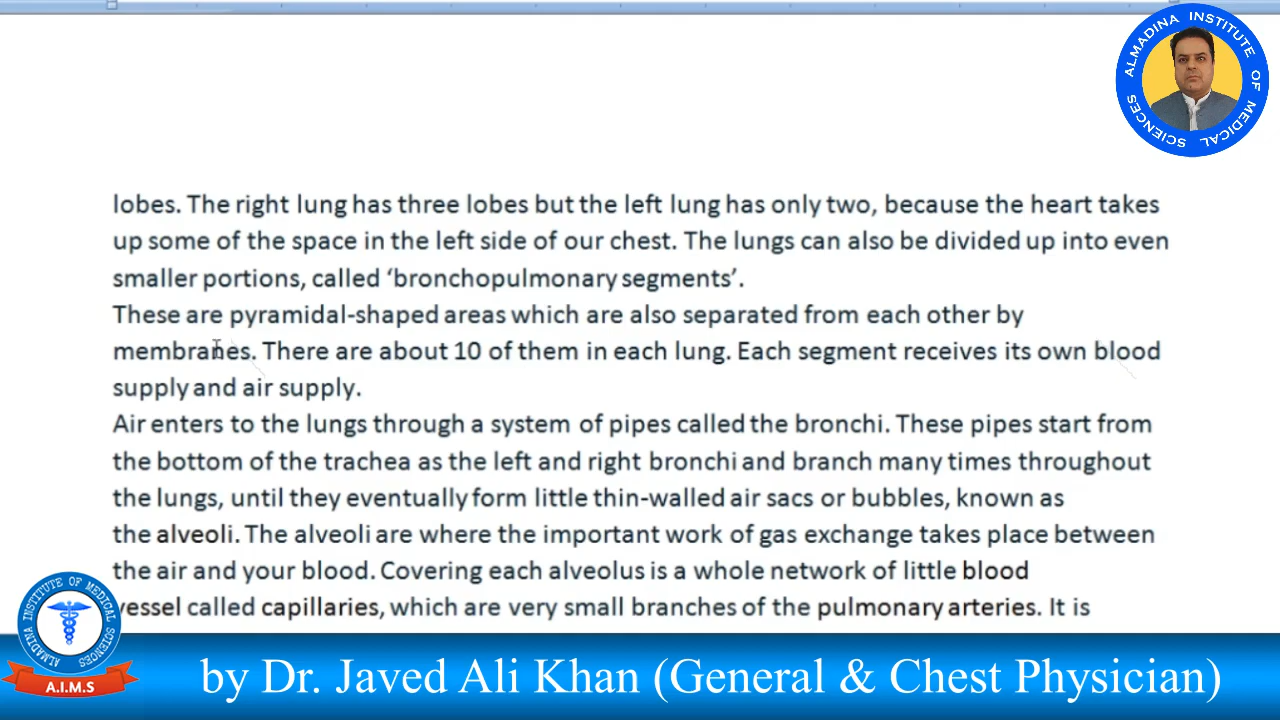 ALMADINA INSTITUTE OF MEDICAL SCIENCES
lobes. The right lung has three lobes but the left lung has only two, because the heart takes
up some of the space in the left side of our chest. The lungs can also be divided up into even
smaller portions, called ‘bronchopulmonary segments’.
These are pyramidal-shaped areas which are also separated from each other by
membranes. There are about 10 of them in each lung. Each segment receives its own blood
supply and air supply.
Air enters to the lungs through a system of pipes called the bronchi. These pipes start from
the bottom of the trachea as the left and right bronchi and branch many times throughout
the lungs, until they eventually form little thin-walled air sacs or bubbles, known as
the alveoli. The alveoli are where the important work of gas exchange takes place between
the air and your blood. Covering each alveolus is a whole network of little blood
vessel called capillaries, which are very small branches of the pulmonary arteries. It is
ALMADINA INSTITUTE OF MEDICAL SCIENCES
A.I.M.S
by Dr. Javed Ali Khan (General & Chest Physician)